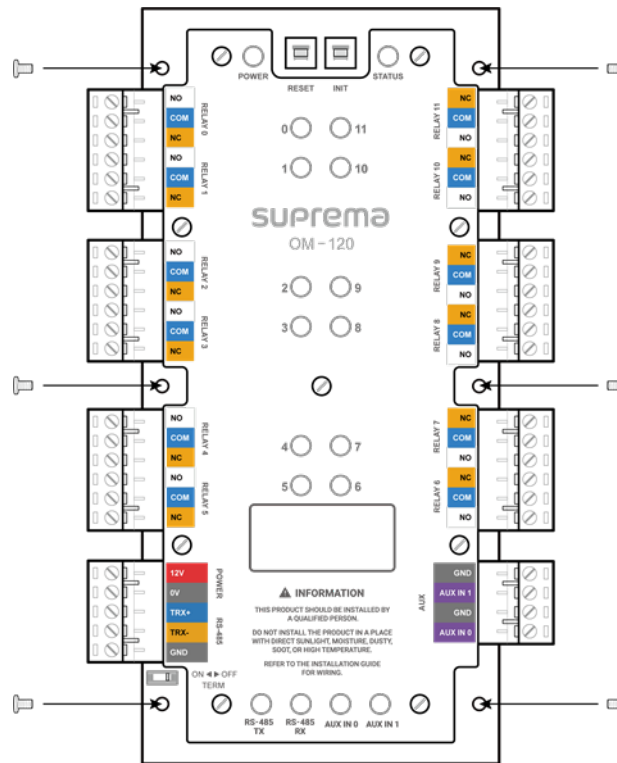 POWER
RESET
INIT
STATUS
NO
COM
NC
RELAY 0
NO
COM
NC
RELAY 1
0
11
1
10
NC
COM
NO
RELAY 11
NC
COM
NO
RELAY 10
suprema
OM-120
NO
COM
NC
RELAY 2
NO
COM
NC
RELAY 3
2
9
3
8
NC
COM
NO
RELAY 9
NC
COM
NO
RELAY 8
NO
COM
NC
RELAY 4
NO
COM
NC
RELAY 5
4
7
5
6
NC
COM
NO
RELAY 7
NC
COM
NO
RELAY 6
12V
0V
POWER
TRX+
TRX-
GND
RS-485
INFORMATION
THIS PRODUCT SHOULD BE INSTALLED BY
A QUALIFIED PERSON.
DO NOT INSTALL THE PRODUCT IN A PLACE
WITH DIRECT SUNLIGHT, MOISTURE, DUSTY,
SOOT, OR HIGH TEMPERATURE.
REFER TO THE INSTALLATION GUIDE
FOR WIRING.
AUX
GND
AUX IN 1
GND
AUX IN 0
ON ◄ ► OFF
TERM
RS-485
TX
RS-485
RX
AUX IN 0
AUX IN 1